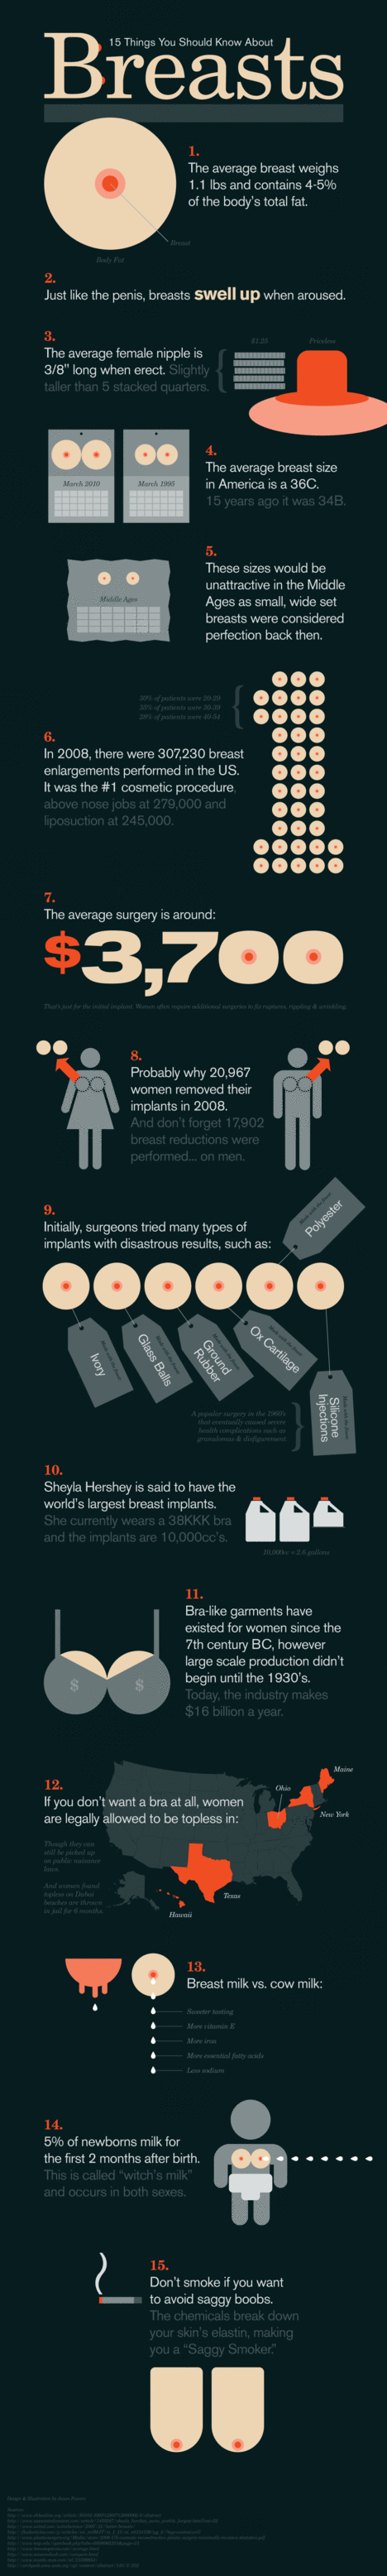 15 Things You Should Know About
Breasts
1.
The average breast weighs
1.1 lbs and contains 4-5%
of the body's total fat.
Breast
Body Fat
2.
Just like the penis, breasts swell up when aroused.
3.
The average female nipple is
3/8" long when erect. Slightly
taller than 5 stacked quarters.
$1.25
Priceless
4.
The average breast size
in America is a 36C.
15 years ago it was 34B.
March 2010
March 1995
5.
These sizes would be
unattractive in the Middle
Ages as small, wide set
breasts were considered
perfection back then.
Middle Ages
30% of patients were 20-29
35% of patients were 30-39
28% of patients were 40-54
6.
In 2008, there were 307,230 breast
enlargements performed in the US.
It was the #1 cosmetic procedure,
above nose jobs at 279,000 and
liposuction at 245,000.
7.
The average surgery is around:
$3,700
That's just for the initial implant. Women often require additional surgeries to fix ruptures, rippling & wrinkling.
8.
Probably why 20,967
women removed their
implants in 2008.
And don't forget 17,902
breast reductions were
performed... on men.
9.
Initially, surgeons tried many types of
implants with disastrous results, such as:
Polyester
Ivory
Glass Balls
Ground
Rubber
Ox Cartilage
Silicone
Injections
A popular surgery in the 1960's
that eventually caused severe
health complications such as
granulomas & disfigurement
10.
Sheyla Hershey is said to have the
world's largest breast implants.
She currently wears a 38KKK bra
and the implants are 10,000cc's.
10,000cc = 2.6 gallons
11.
Bra-like garments have
existed for women since the
7th century BC, however
large scale production didn't
begin until the 1930's.
Today, the industry makes
$16 billion a year.
$
$
12.
If you don't want a bra at all, women
are legally allowed to be topless in:
Maine
Ohio
New York
Texas
Hawaii
Though they can
still be picked up
on public nuisance
laws.
And women found
topless on Dubai
beaches are thrown
in jail for 6 months.
13.
Breast milk vs. cow milk:
Sweeter tasting
More vitamin E
More iron
More essential fatty acids
Less sodium
14.
5% of newborns milk for
the first 2 months after birth.
This is called "witch's milk"
and occurs in both sexes.
15.
Don't smoke if you want
to avoid saggy boobs.
The chemicals break down
your skin's elastin, making
you a "Saggy Smoker."
Sources: